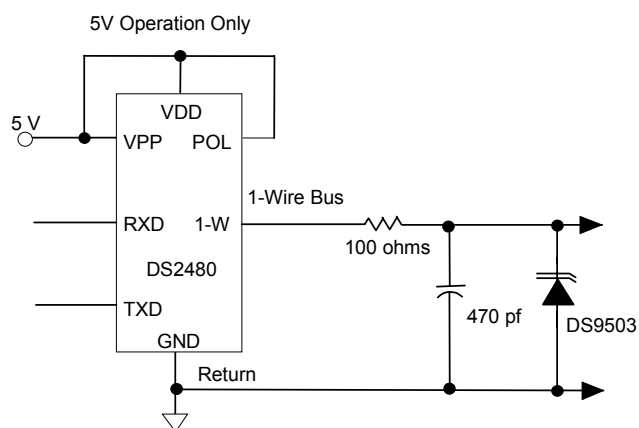 5V Operation Only
VDD
5 V
VPP
POL
1-Wire Bus
RXD
1-W
100 ohms
DS2480
TXD
470 pf
DS9503
GND
Return